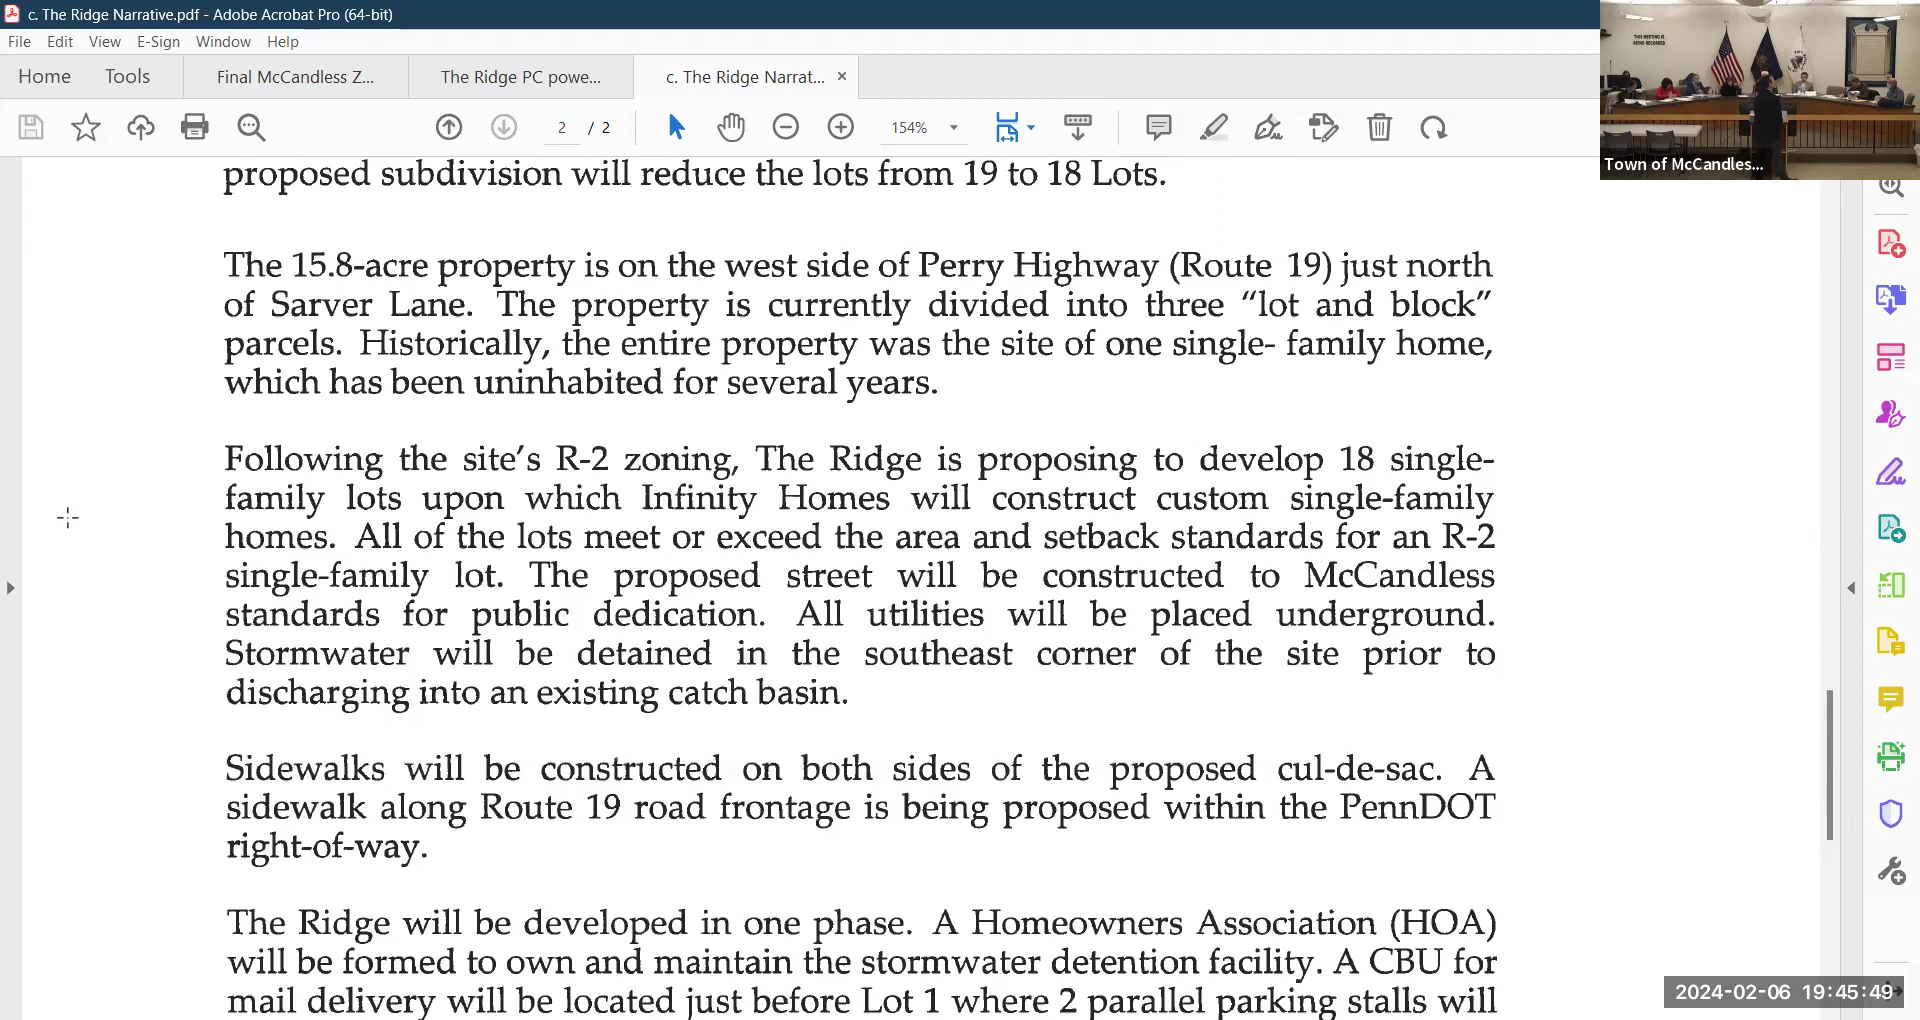 c. The Ridge Narrative.pdf - Adobe Acrobat Pro (64-bit)
File Edit View E-Sign Window Help
Home Tools Final McCandless Z... The Ridge PC powe... c. The Ridge Narrat... ×
2 / 2 154%
THIS MEETING IS
BEING RECORDED
Town of McCandles...
proposed subdivision will reduce the lots from 19 to 18 Lots.
The 15.8-acre property is on the west side of Perry Highway (Route 19) just north
of Sarver Lane. The property is currently divided into three “lot and block”
parcels. Historically, the entire property was the site of one single- family home,
which has been uninhabited for several years.
Following the site’s R-2 zoning, The Ridge is proposing to develop 18 single-
family lots upon which Infinity Homes will construct custom single-family
homes. All of the lots meet or exceed the area and setback standards for an R-2
single-family lot. The proposed street will be constructed to McCandless
standards for public dedication. All utilities will be placed underground.
Stormwater will be detained in the southeast corner of the site prior to
discharging into an existing catch basin.
Sidewalks will be constructed on both sides of the proposed cul-de-sac. A
sidewalk along Route 19 road frontage is being proposed within the PennDOT
right-of-way.
The Ridge will be developed in one phase. A Homeowners Association (HOA)
will be formed to own and maintain the stormwater detention facility. A CBU for
mail delivery will be located just before Lot 1 where 2 parallel parking stalls will
2024-02-06 19:45:49